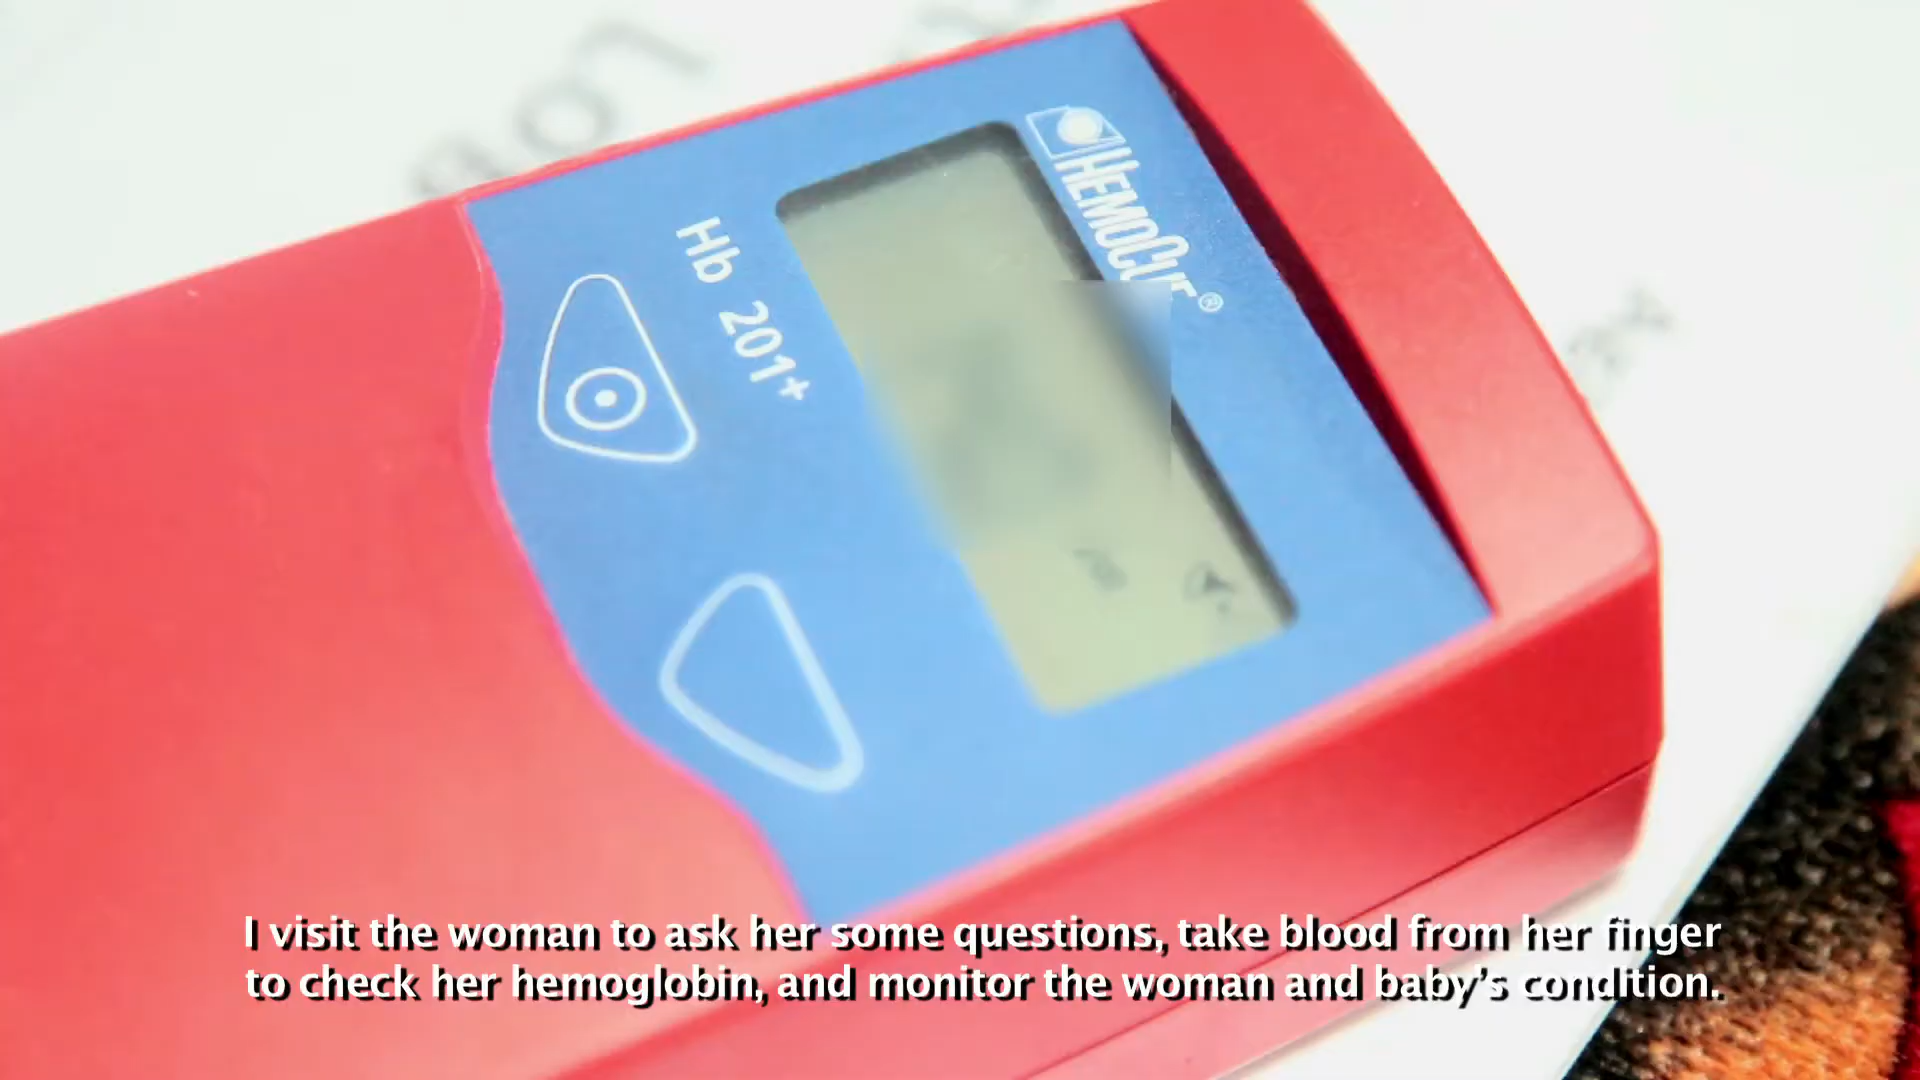 HemoCue®
Hb 201+
I visit the woman to ask her some questions, take blood from her finger
to check her hemoglobin, and monitor the woman and baby's condition.